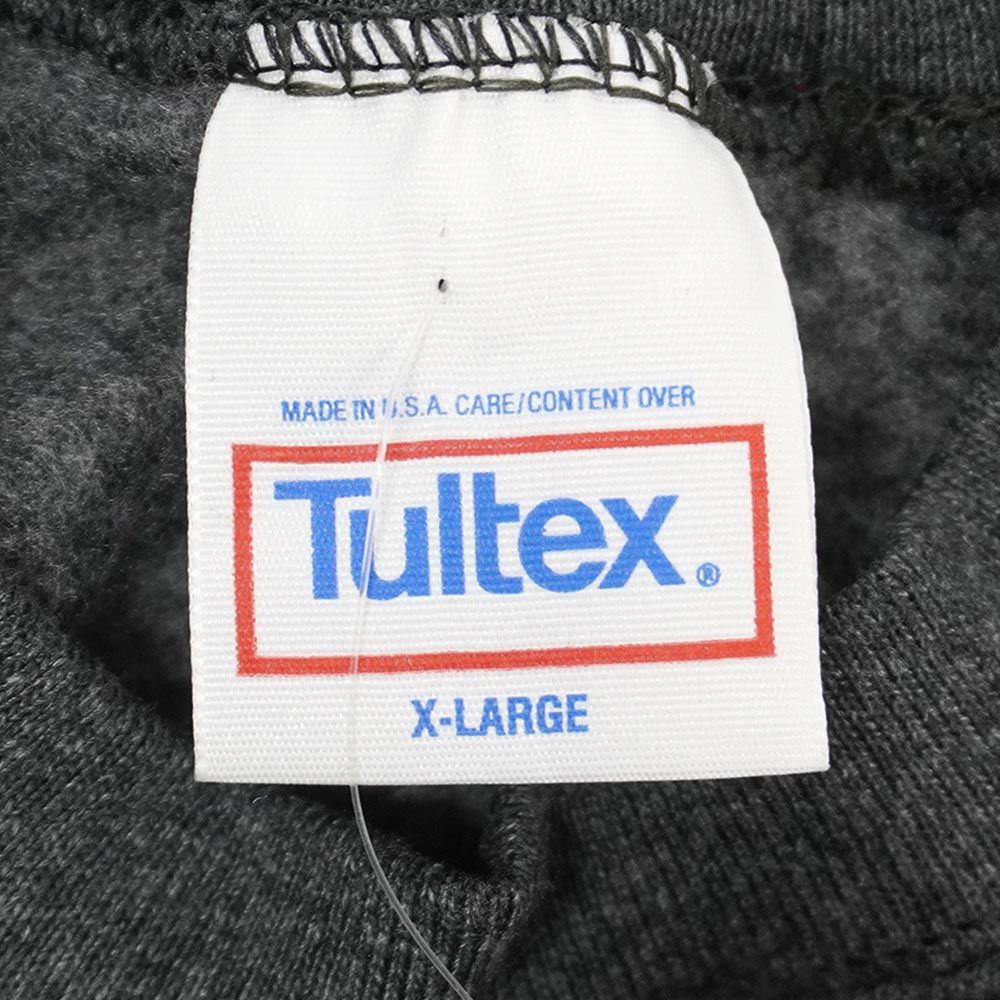 MADE IN U.S.A. CARE/CONTENT OVER
Tultex®
X-LARGE